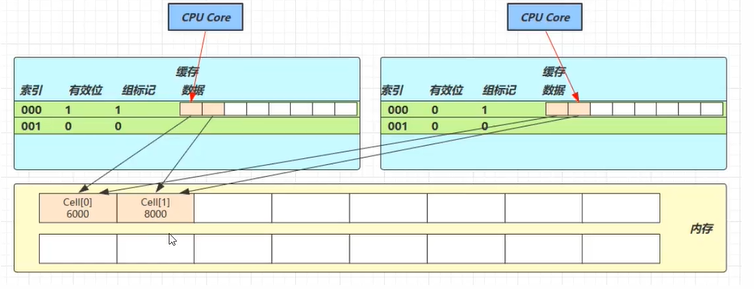 CPU Core
CPU Core
缓存
索引 有效位 组标记 数据
000 1 1
001 0 0
缓存
索引 有效位 组标记 数据
000 0 1
001 0 0
Cell[0]
6000
Cell[1]
8000
内存